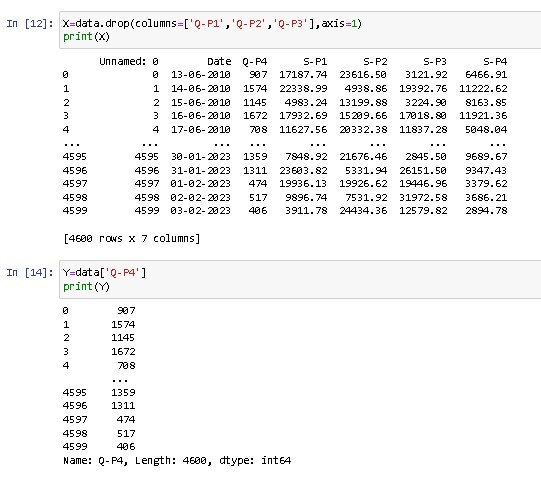 In [12]: X=data.drop(columns=['Q-P1','Q-P2','Q-P3'],axis=1)
print(X)
Unnamed: 0 Date Q-P4 S-P1 S-P2 S-P3 S-P4
0 0 13-06-2010 907 17187.74 23616.50 3121.92 6466.91
1 1 14-06-2010 1574 22338.99 4938.86 19392.76 11222.62
2 2 15-06-2010 1145 4983.24 13199.88 3224.90 8163.85
3 3 16-06-2010 1672 17932.69 15209.66 17018.80 11921.36
4 4 17-06-2010 708 11627.56 20332.38 11837.28 5048.04
... ... ... ... ... ... ... ...
4595 4595 30-01-2023 1359 7848.92 21676.46 2845.50 9689.67
4596 4596 31-01-2023 1311 23603.82 5331.94 26151.50 9347.43
4597 4597 01-02-2023 474 19936.13 19926.62 19446.96 3379.62
4598 4598 02-02-2023 517 9896.74 7531.92 31972.58 3686.21
4599 4599 03-02-2023 406 3911.78 24434.36 12579.82 2894.78
[4600 rows x 7 columns]
In [14]: Y=data['Q-P4']
print(Y)
0 907
1 1574
2 1145
3 1672
4 708
...
4595 1359
4596 1311
4597 474
4598 517
4599 406
Name: Q-P4, Length: 4600, dtype: int64